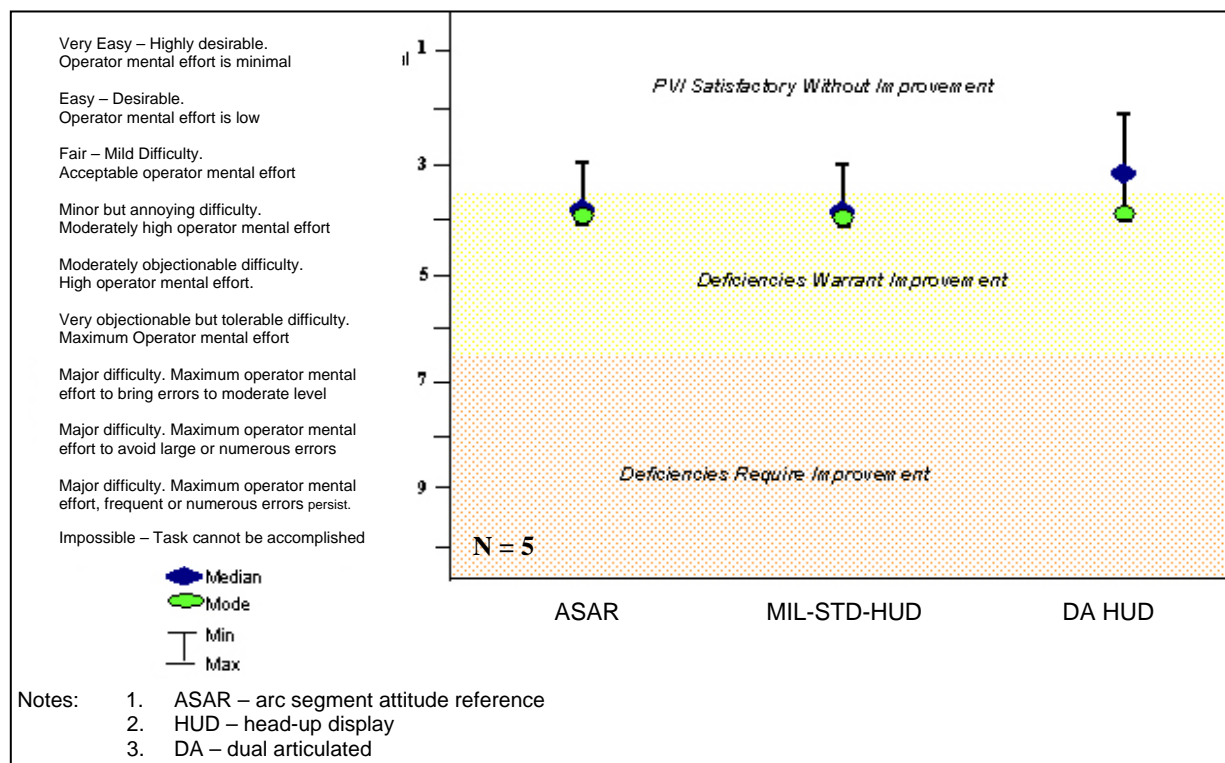 Very Easy – Highly desirable.
Operator mental effort is minimal
Easy – Desirable.
Operator mental effort is low
Fair – Mild Difficulty.
Acceptable operator mental effort
Minor but annoying difficulty.
Moderately high operator mental effort
Moderately objectionable difficulty.
High operator mental effort.
Very objectionable but tolerable difficulty.
Maximum Operator mental effort
Major difficulty. Maximum operator mental
effort to bring errors to moderate level
Major difficulty. Maximum operator mental
effort to avoid large or numerous errors
Major difficulty. Maximum operator mental
effort, frequent or numerous errors persist.
Impossible – Task cannot be accomplished
1
3
5
7
9
PVI Satisfactory Without Improvement
Deficiencies Warrant Improvement
Deficiencies Require Improvement
N = 5
ASAR MIL-STD-HUD DA HUD
Median
Mode
Min
Max
Notes: 1. ASAR – arc segment attitude reference
2. HUD – head-up display
3. DA – dual articulated